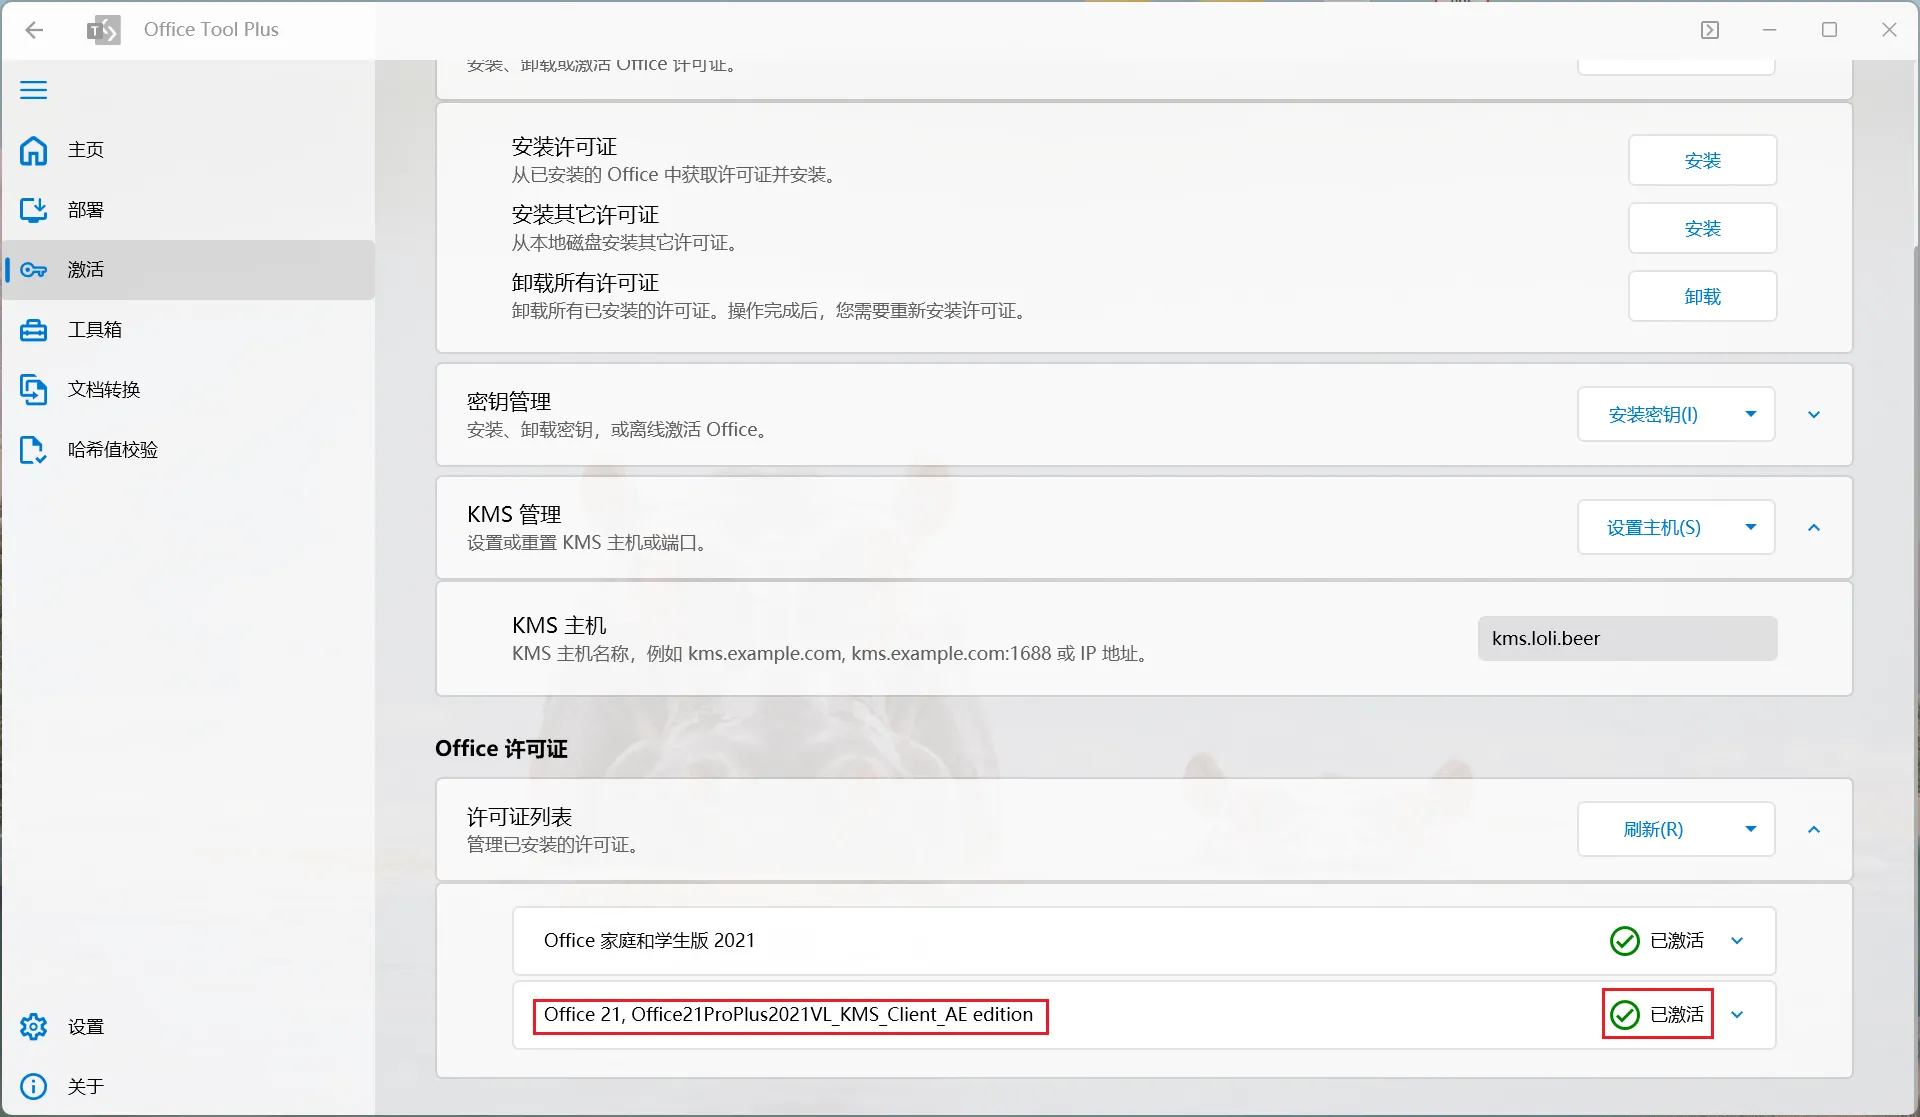 Office Tool Plus
主页
部署
激活
工具箱
文档转换
哈希值校验
设置
关于
安装、卸载或激活 Office 许可证。
安装许可证
从已安装的 Office 中获取许可证并安装。
安装
安装其它许可证
从本地磁盘安装其它许可证。
安装
卸载所有许可证
卸载所有已安装的许可证。操作完成后，您需要重新安装许可证。
卸载
密钥管理
安装、卸载密钥，或离线激活 Office。
安装密钥(I)
KMS 管理
设置或重置 KMS 主机或端口。
设置主机(S)
KMS 主机
KMS 主机名称，例如 kms.example.com, kms.example.com:1688 或 IP 地址。
kms.loli.beer
Office 许可证
许可证列表
管理已安装的许可证。
刷新(R)
Office 家庭和学生版 2021
已激活
Office 21, Office21ProPlus2021VL_KMS_Client_AE edition
已激活